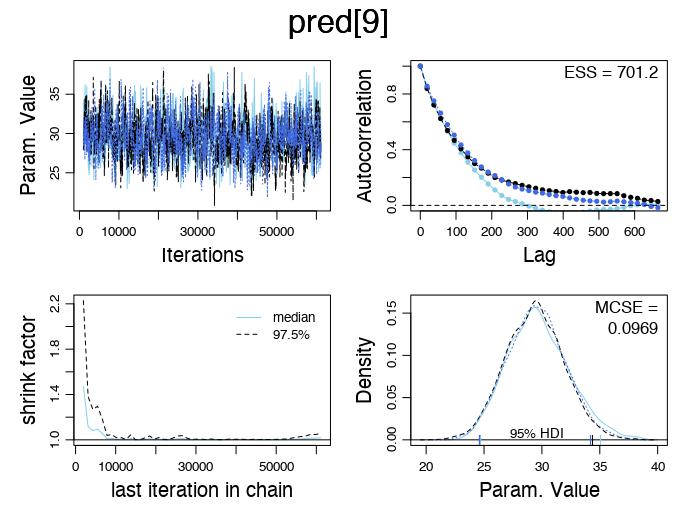 pred[9]
Param. Value
25 30 35
0 10000 30000 50000
Iterations
Autocorrelation
0.0 0.4 0.8
ESS = 701.2
0 100 200 300 400 500 600
Lag
shrink factor
1.0 1.4 1.8 2.2
median
97.5%
0 10000 30000 50000
last iteration in chain
Density
0.00 0.05 0.10 0.15
MCSE =
0.0969
95% HDI
20 25 30 35 40
Param. Value